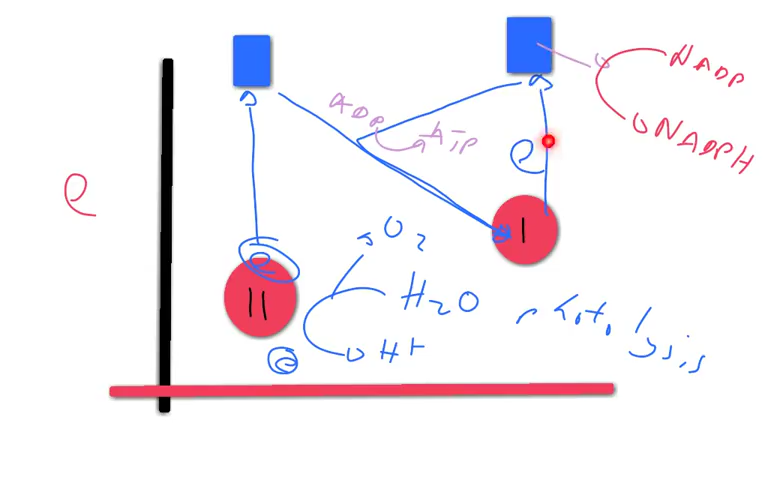 NADP
ADP
ATP
NADPH
e
e
I
O2
e
II
H2O
photolysis
H+
e